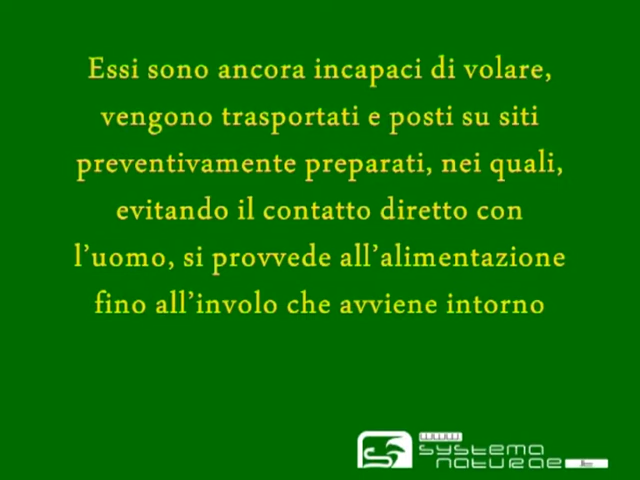 Essi sono ancora incapaci di volare,
vengono trasportati e posti su siti
preventivamente preparati, nei quali,
evitando il contatto diretto con
l’uomo, si provvede all’alimentazione
fino all’involo che avviene intorno
systema
naturae